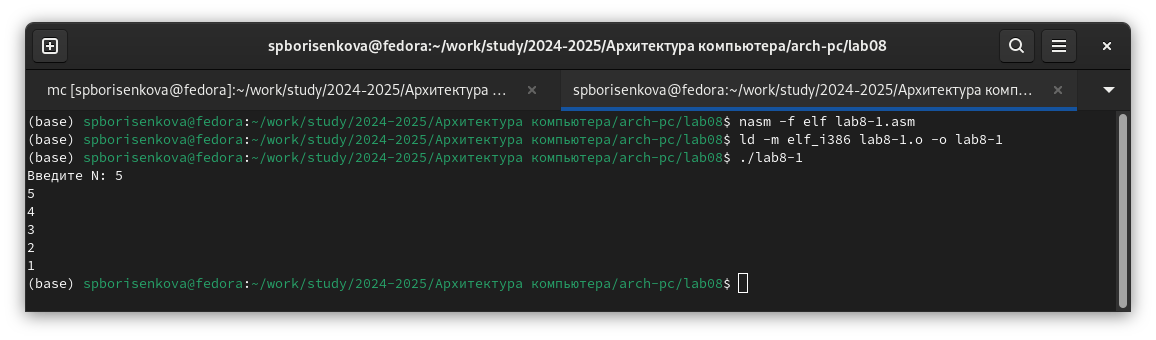 spborisenkova@fedora:~/work/study/2024-2025/Архитектура компьютера/arch-pc/lab08
mc [spborisenkova@fedora]:~/work/study/2024-2025/Архитектура ...
spborisenkova@fedora:~/work/study/2024-2025/Архитектура комп...
(base) spborisenkova@fedora:~/work/study/2024-2025/Архитектура компьютера/arch-pc/lab08$ nasm -f elf lab8-1.asm
(base) spborisenkova@fedora:~/work/study/2024-2025/Архитектура компьютера/arch-pc/lab08$ ld -m elf_i386 lab8-1.o -o lab8-1
(base) spborisenkova@fedora:~/work/study/2024-2025/Архитектура компьютера/arch-pc/lab08$ ./lab8-1
Введите N: 5
5
4
3
2
1
(base) spborisenkova@fedora:~/work/study/2024-2025/Архитектура компьютера/arch-pc/lab08$